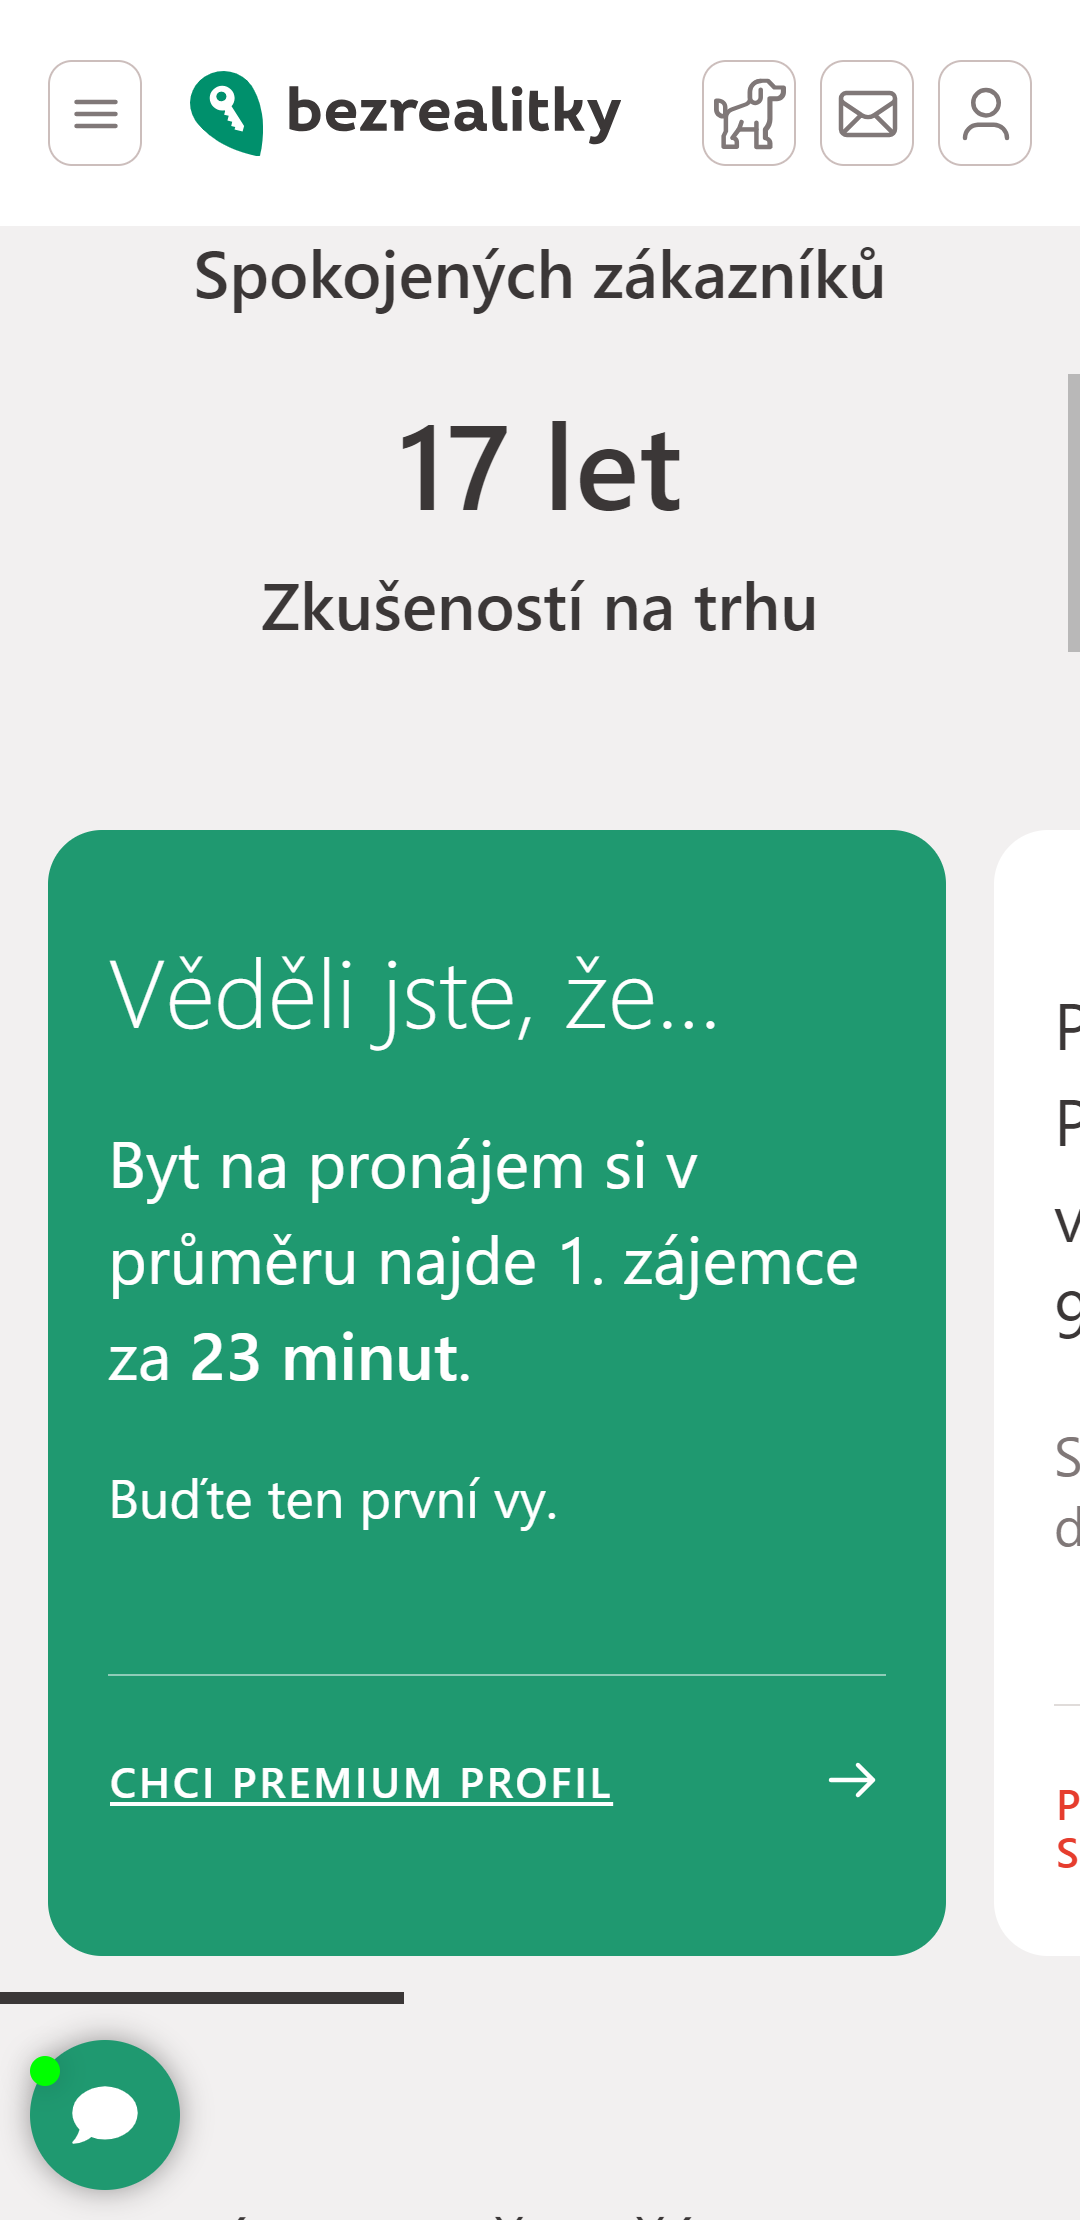 bezrealitky
Spokojených zákazníků
17 let
Zkušeností na trhu
Věděli jste, že...
Byt na pronájem si v
průměru najde 1. zájemce
za 23 minut.
Buďte ten první vy.
CHCI PREMIUM PROFIL